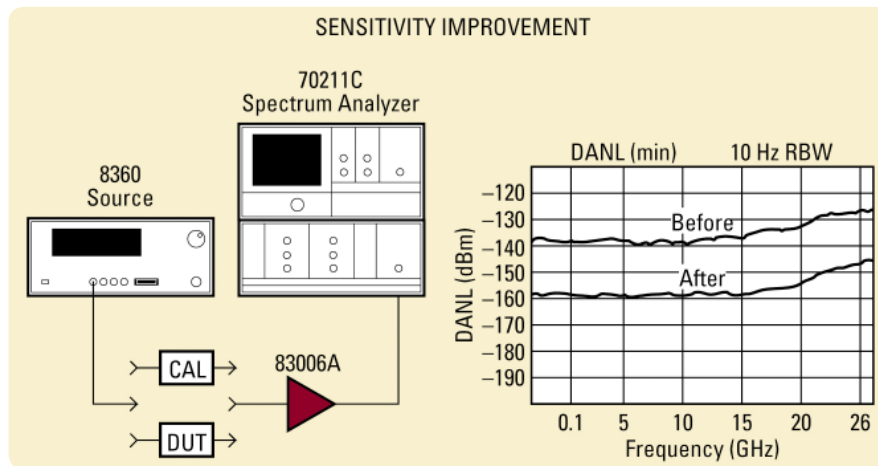 SENSITIVITY IMPROVEMENT
70211C
Spectrum Analyzer
8360
Source
CAL
83006A
DUT
DANL (min) 10 Hz RBW
DANL (dBm)
–120
–130
–140
–150
–160
–170
–180
–190
Before
After
0.1 5 10 15 20 26
Frequency (GHz)